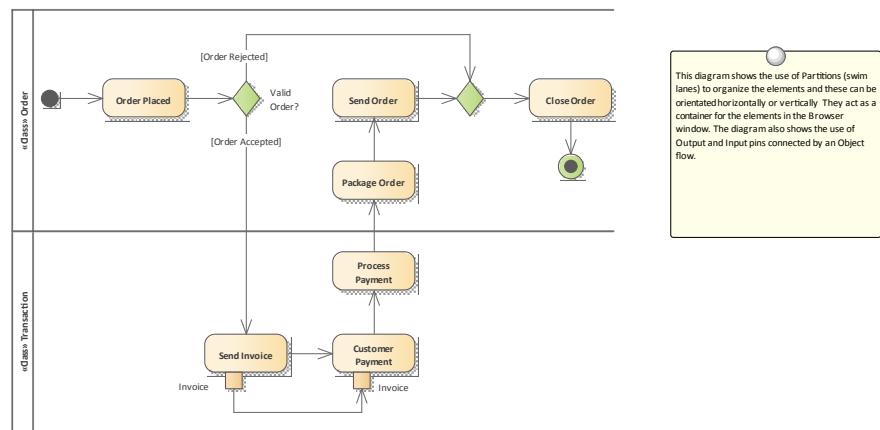 «class» Order
[Order Rejected]
Order Placed
Valid
Order?
Send Order
Close Order
[Order Accepted]
Package Order
«class» Transaction
Process
Payment
Send Invoice
Customer
Payment
Invoice
Invoice
This diagram shows the use of Partitions (swim
lanes) to organize the elements and these can be
orientated horizontally or vertically They act as a
container for the elements in the Browser
window. The diagram also shows the use of
Output and Input pins connected by an Object
flow.